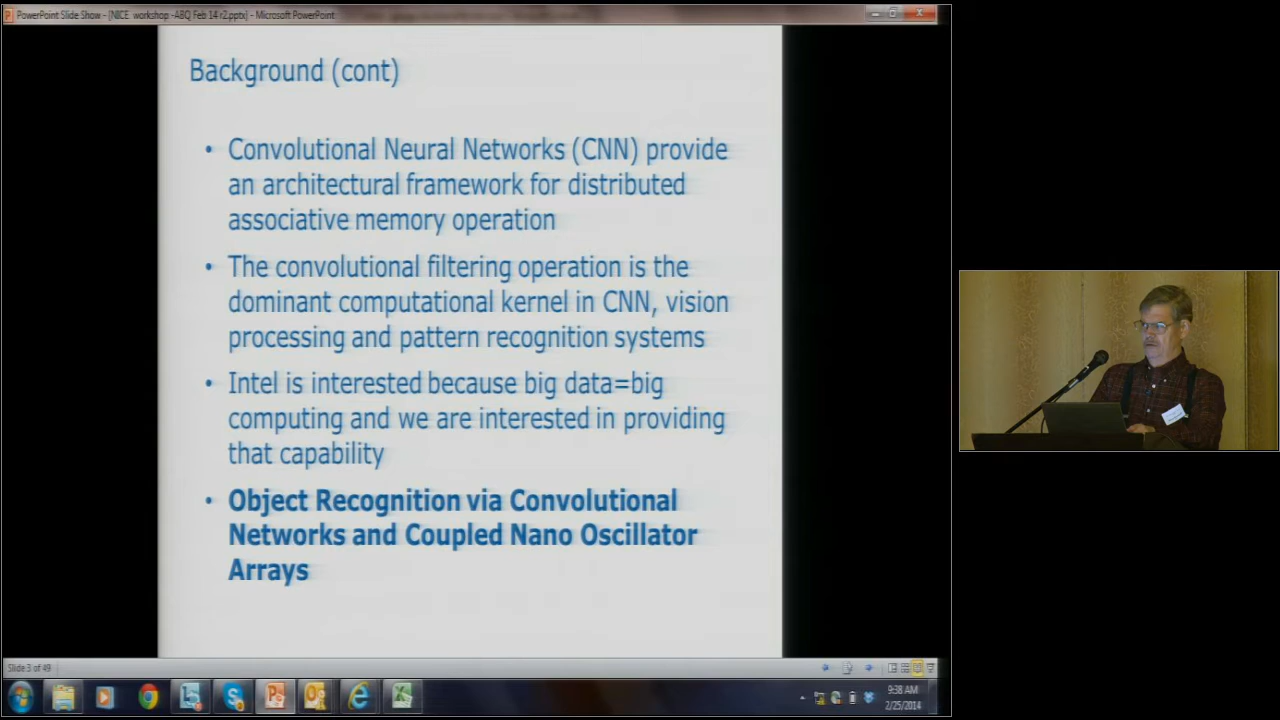 PowerPoint Slide Show - [NICE workshop -ABQ Feb 14 r2.pptx] - Microsoft PowerPoint
Background (cont)
• Convolutional Neural Networks (CNN) provide
an architectural framework for distributed
associative memory operation
• The convolutional filtering operation is the
dominant computational kernel in CNN, vision
processing and pattern recognition systems
• Intel is interested because big data=big
computing and we are interested in providing
that capability
• Object Recognition via Convolutional
Networks and Coupled Nano Oscillator
Arrays
Slide 3 of 49
9:38 AM
2/25/2014